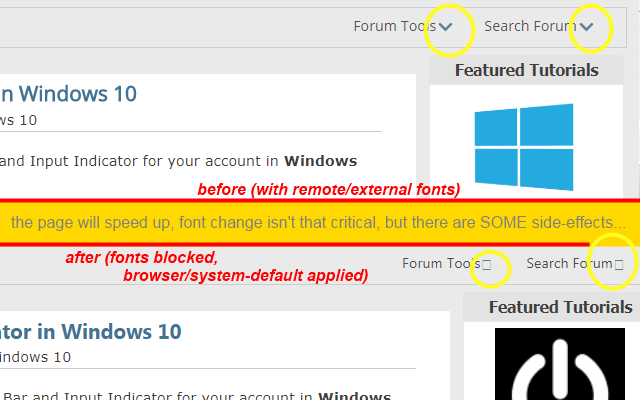 Forum Tools Search Forum
Featured Tutorials
in Windows 10
ws 10
and Input Indicator for your account in Windows
before (with remote/external fonts)
the page will speed up, font change isn't that critical, but there are SOME side-effects...
after (fonts blocked,
browser/system-default applied)
Forum Tools Search Forum
Featured Tutorials
ator in Windows 10
indows 10
Bar and Input Indicator for your account in Windows